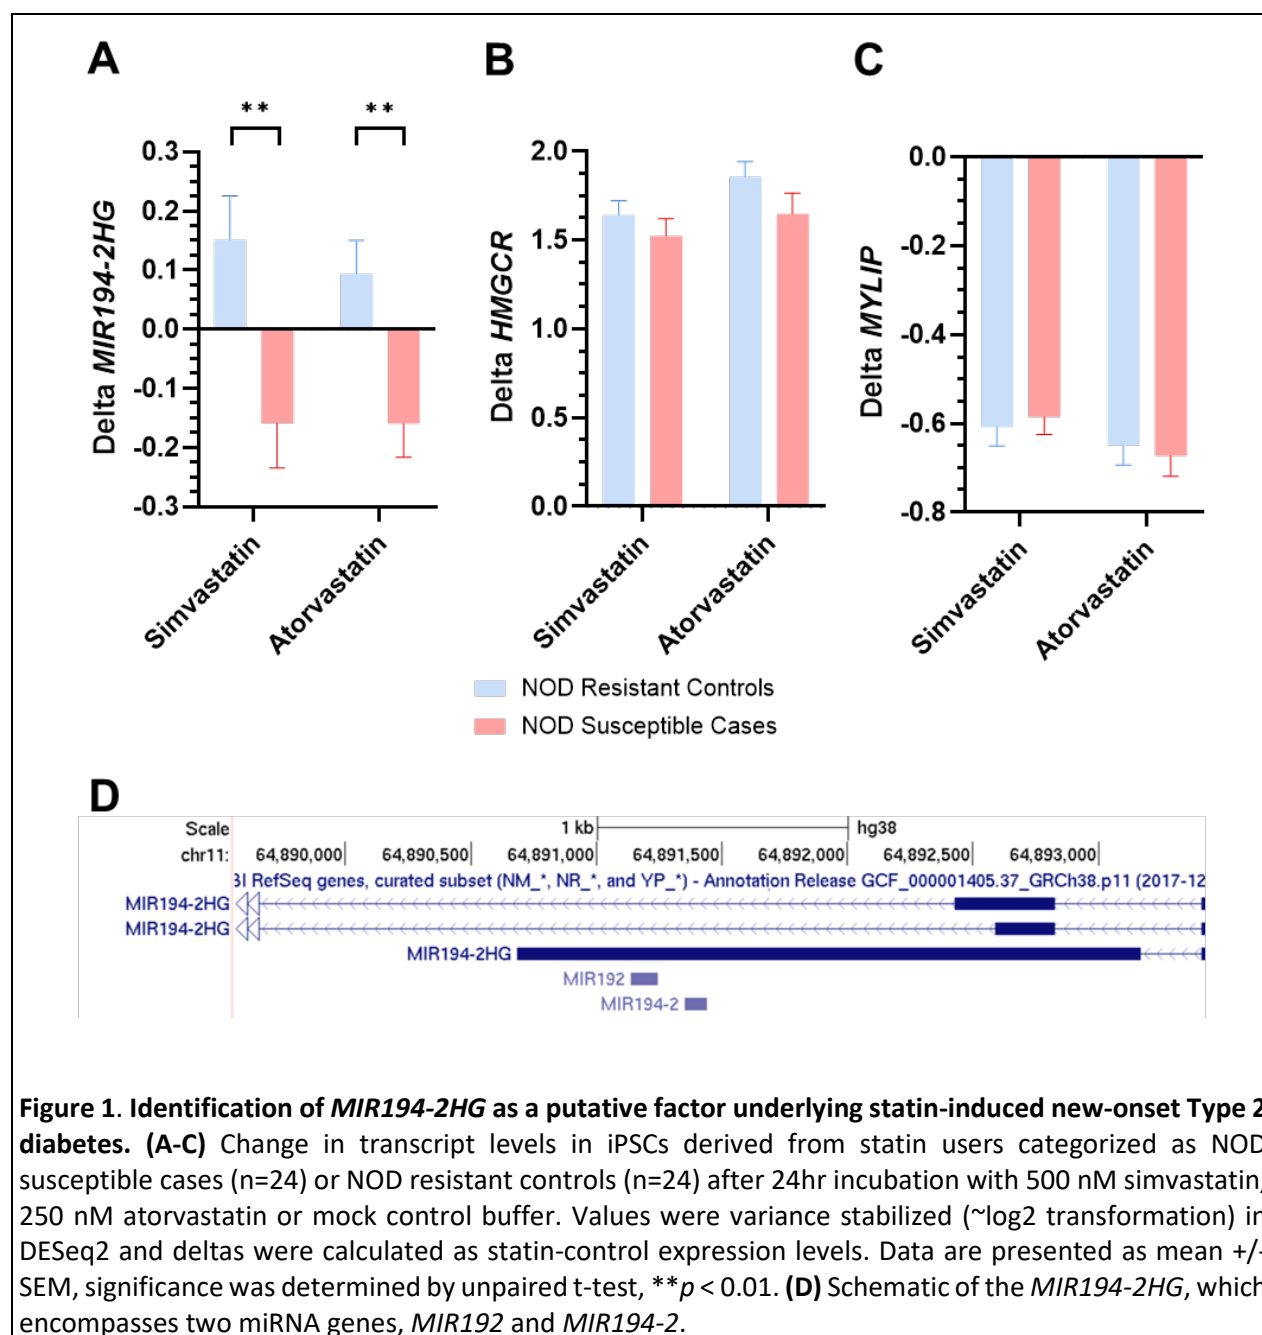 A
B
C
** **
0.3
0.2
0.1
0.0
-0.1
-0.2
-0.3
Delta MIR194-2HG
Simvastatin
Atorvastatin
2.0
1.5
1.0
0.5
0.0
Delta HMGCR
Simvastatin
Atorvastatin
0.0
-0.2
-0.4
-0.6
-0.8
Delta MYLIP
Simvastatin
Atorvastatin
NOD Resistant Controls
NOD Susceptible Cases
D
Scale 1 kb hg38
chr11: 64,890,000 64,890,500 64,891,000 64,891,500 64,892,000 64,892,500 64,893,000
3I RefSeq genes, curated subset (NM_*, NR_*, and YP_*) - Annotation Release GCF_000001405.37_GRCh38.p11 (2017-12
MIR194-2HG
MIR194-2HG
MIR194-2HG
MIR192
MIR194-2
Figure 1. Identification of MIR194-2HG as a putative factor underlying statin-induced new-onset Type 2
diabetes. (A-C) Change in transcript levels in iPSCs derived from statin users categorized as NOD
susceptible cases (n=24) or NOD resistant controls (n=24) after 24hr incubation with 500 nM simvastatin,
250 nM atorvastatin or mock control buffer. Values were variance stabilized (~log2 transformation) in
DESeq2 and deltas were calculated as statin-control expression levels. Data are presented as mean +/-
SEM, significance was determined by unpaired t-test, **p < 0.01. (D) Schematic of the MIR194-2HG, which
encompasses two miRNA genes, MIR192 and MIR194-2.